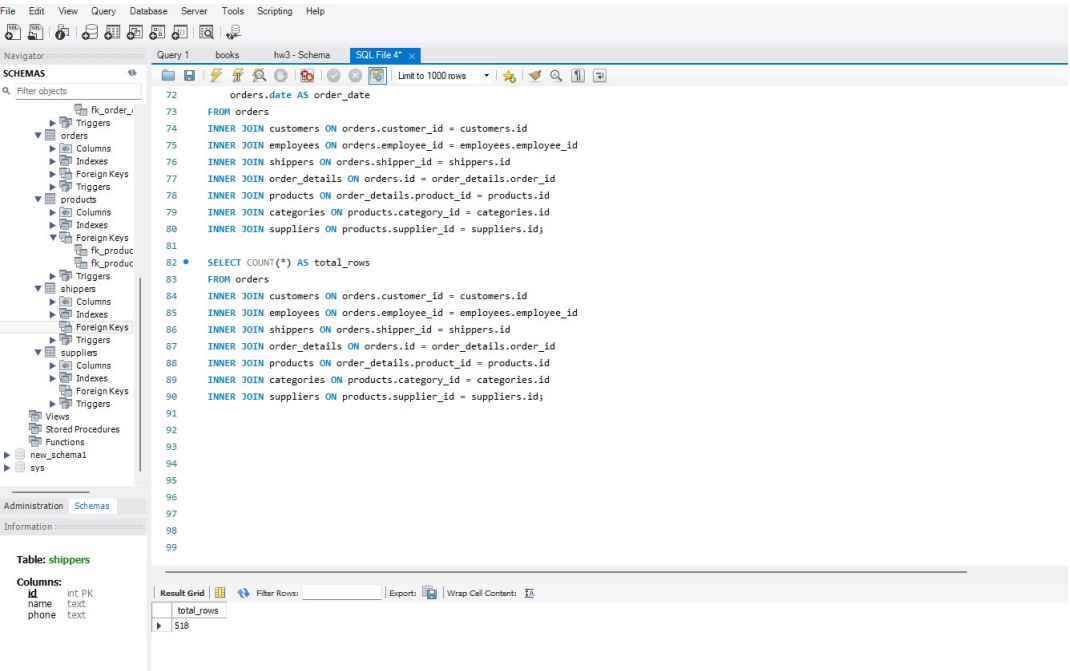 File Edit View Query Database Server Tools Scripting Help
Navigator
SCHEMAS
Filter objects
fk_order_
Triggers
orders
Columns
Indexes
Foreign Keys
Triggers
products
Columns
Indexes
Foreign Keys
fk_produc
fk_produc
Triggers
shippers
Columns
Indexes
Foreign Keys
Triggers
suppliers
Columns
Indexes
Foreign Keys
Triggers
Views
Stored Procedures
Functions
new_schema1
sys
Administration Schemas
Information
Table: shippers
Columns:
id int PK
name text
phone text
Query 1 books hw3 - Schema SQL File 4*
Limit to 1000 rows
72 orders.date AS order_date
73 FROM orders
74 INNER JOIN customers ON orders.customer_id = customers.id
75 INNER JOIN employees ON orders.employee_id = employees.employee_id
76 INNER JOIN shippers ON orders.shipper_id = shippers.id
77 INNER JOIN order_details ON orders.id = order_details.order_id
78 INNER JOIN products ON order_details.product_id = products.id
79 INNER JOIN categories ON products.category_id = categories.id
80 INNER JOIN suppliers ON products.supplier_id = suppliers.id;
81
82 SELECT COUNT(*) AS total_rows
83 FROM orders
84 INNER JOIN customers ON orders.customer_id = customers.id
85 INNER JOIN employees ON orders.employee_id = employees.employee_id
86 INNER JOIN shippers ON orders.shipper_id = shippers.id
87 INNER JOIN order_details ON orders.id = order_details.order_id
88 INNER JOIN products ON order_details.product_id = products.id
89 INNER JOIN categories ON products.category_id = categories.id
90 INNER JOIN suppliers ON products.supplier_id = suppliers.id;
91
92
93
94
95
96
97
98
99
Result Grid Filter Rows: Export: Wrap Cell Content:
total_rows
518